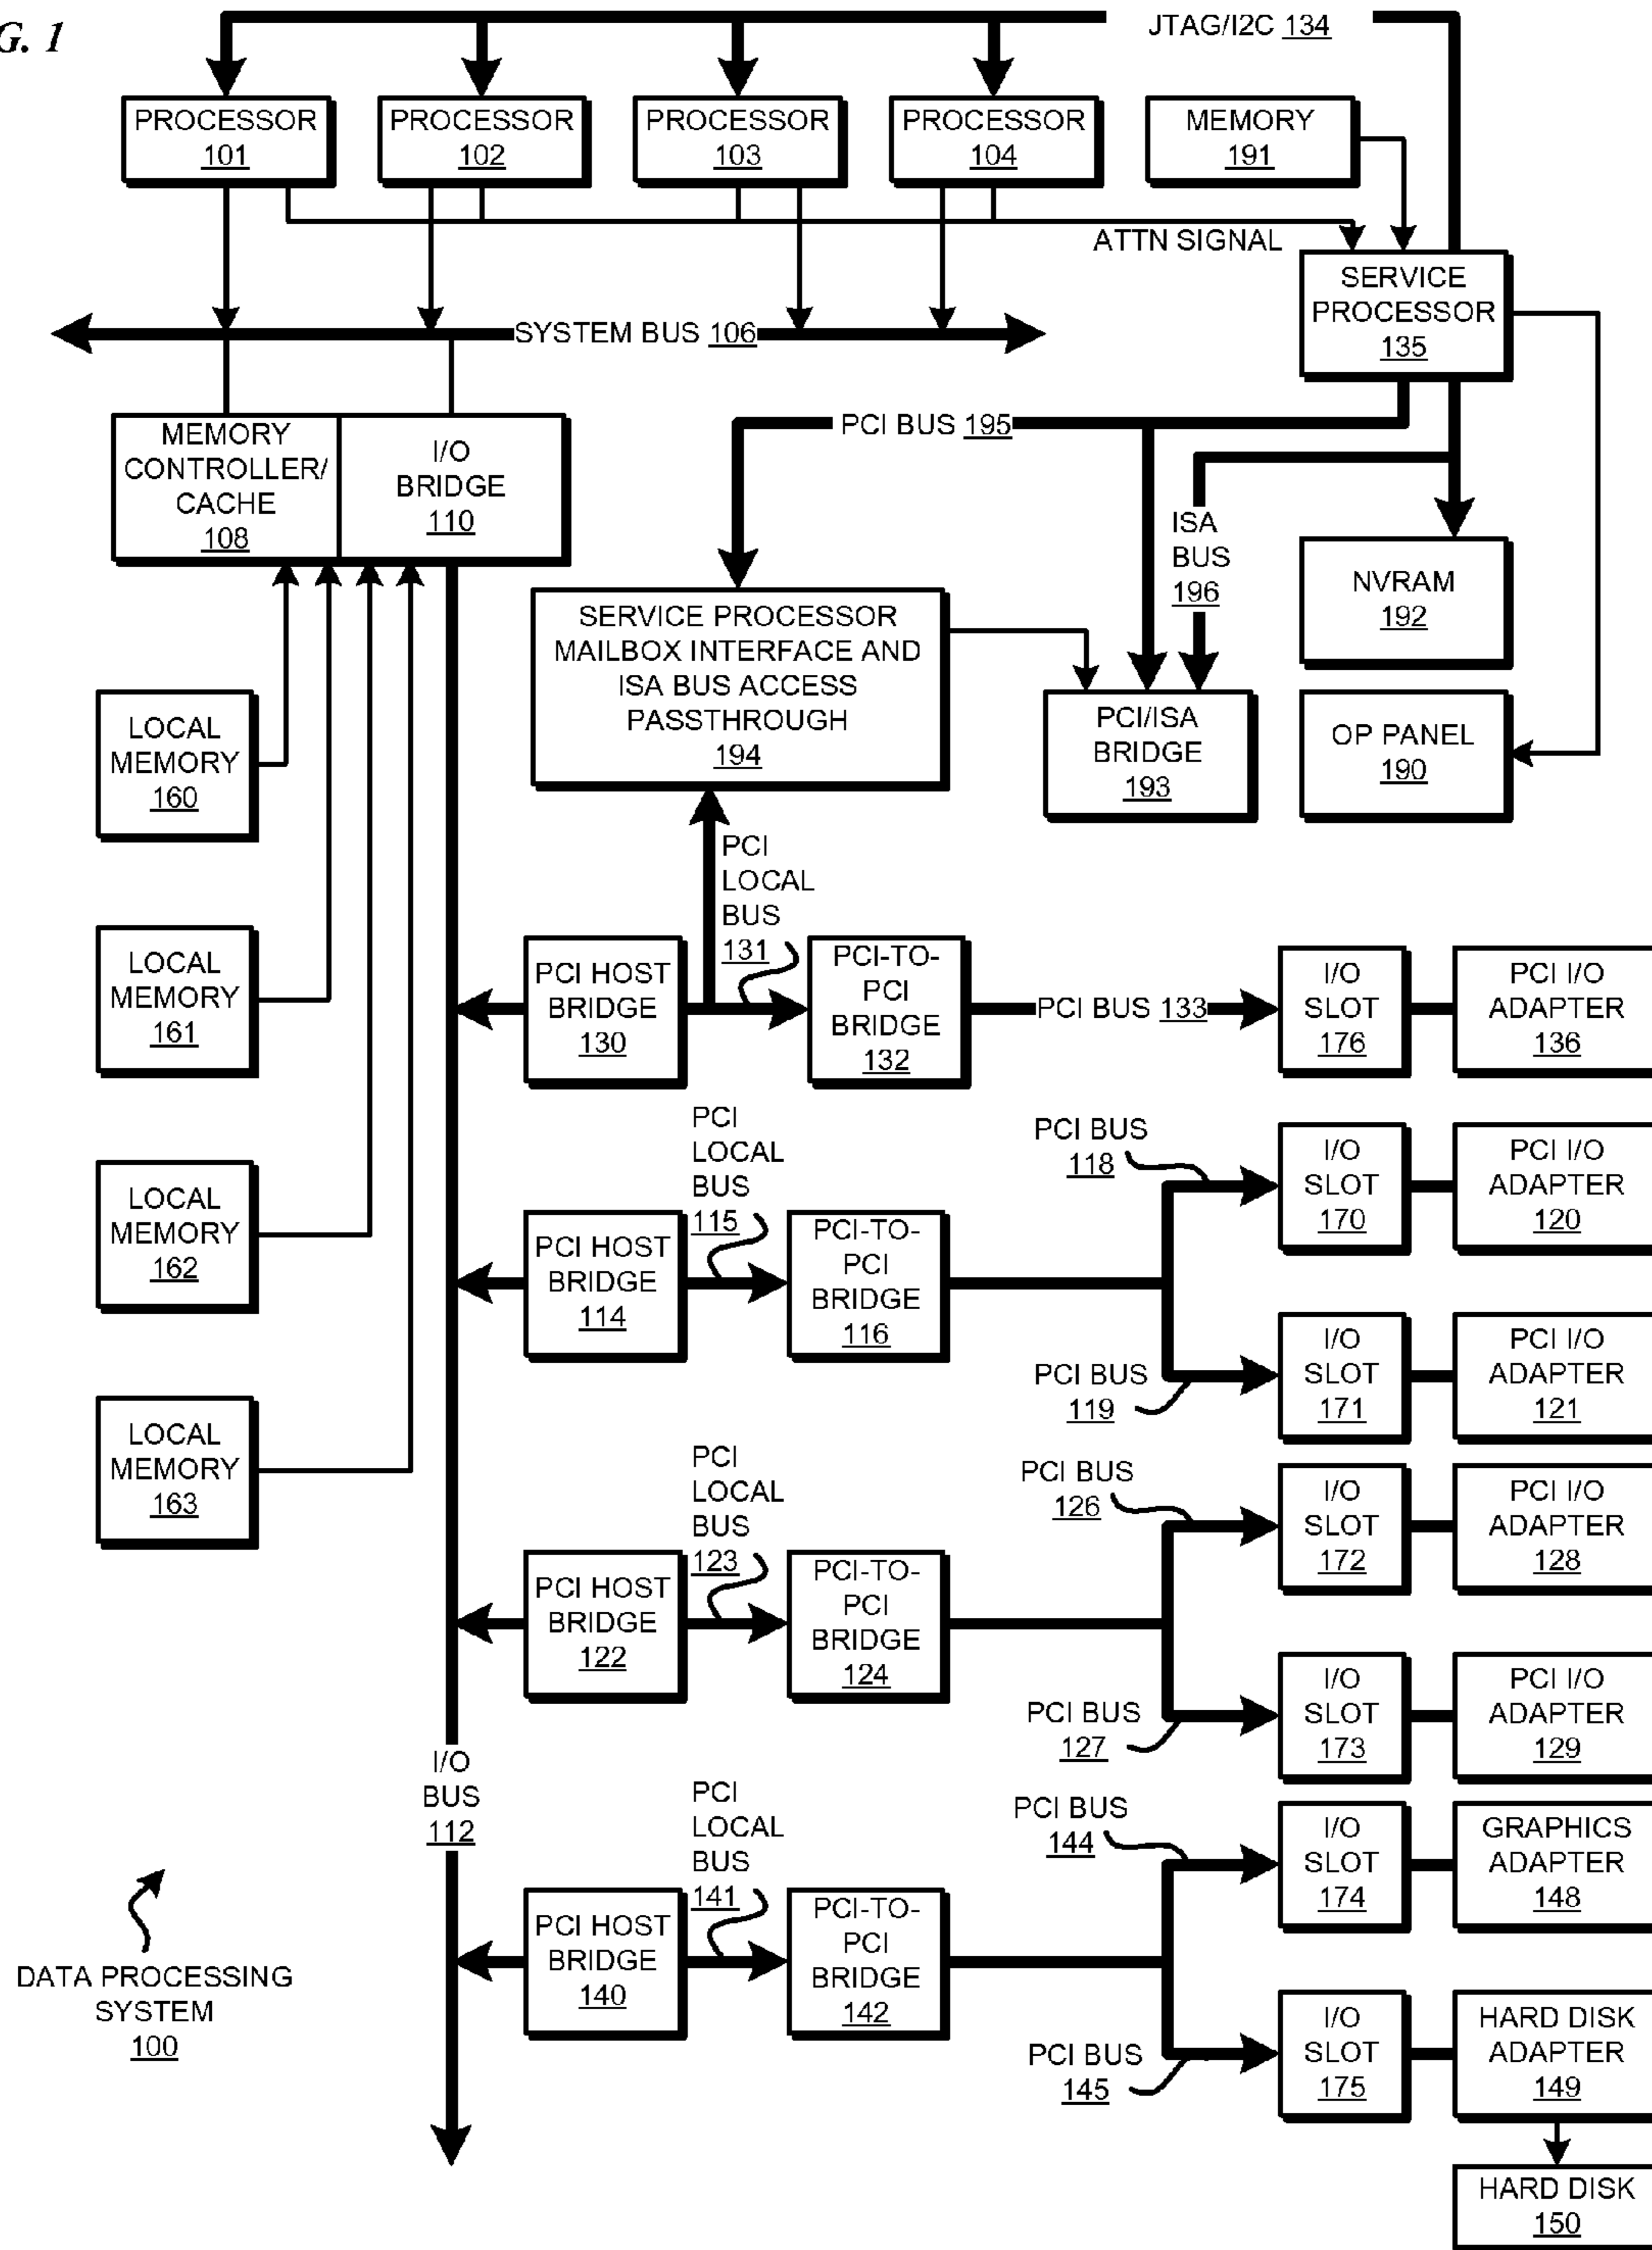 G. 1
JTAG/I2C 134
PROCESSOR
101
PROCESSOR
102
PROCESSOR
103
PROCESSOR
104
MEMORY
191
ATTN SIGNAL
SERVICE
PROCESSOR
135
SYSTEM BUS 106
MEMORY
CONTROLLER/
CACHE
108
I/O
BRIDGE
110
PCI BUS 195
ISA
BUS
196
NVRAM
192
SERVICE PROCESSOR
MAILBOX INTERFACE AND
ISA BUS ACCESS
PASSTHROUGH
194
PCI/ISA
BRIDGE
193
OP PANEL
190
LOCAL
MEMORY
160
LOCAL
MEMORY
161
LOCAL
MEMORY
162
LOCAL
MEMORY
163
PCI
LOCAL
BUS
131
PCI HOST
BRIDGE
130
PCI-TO-
PCI
BRIDGE
132
PCI BUS 133
I/O
SLOT
176
PCI I/O
ADAPTER
136
PCI
LOCAL
BUS
115
PCI HOST
BRIDGE
114
PCI-TO-
PCI
BRIDGE
116
PCI BUS
118
I/O
SLOT
170
PCI I/O
ADAPTER
120
PCI BUS
119
I/O
SLOT
171
PCI I/O
ADAPTER
121
PCI
LOCAL
BUS
123
PCI HOST
BRIDGE
122
PCI-TO-
PCI
BRIDGE
124
PCI BUS
126
I/O
SLOT
172
PCI I/O
ADAPTER
128
PCI BUS
127
I/O
SLOT
173
PCI I/O
ADAPTER
129
I/O
BUS
112
PCI
LOCAL
BUS
141
PCI HOST
BRIDGE
140
PCI-TO-
PCI
BRIDGE
142
PCI BUS
144
I/O
SLOT
174
GRAPHICS
ADAPTER
148
PCI BUS
145
I/O
SLOT
175
HARD DISK
ADAPTER
149
HARD DISK
150
DATA PROCESSING
SYSTEM
100